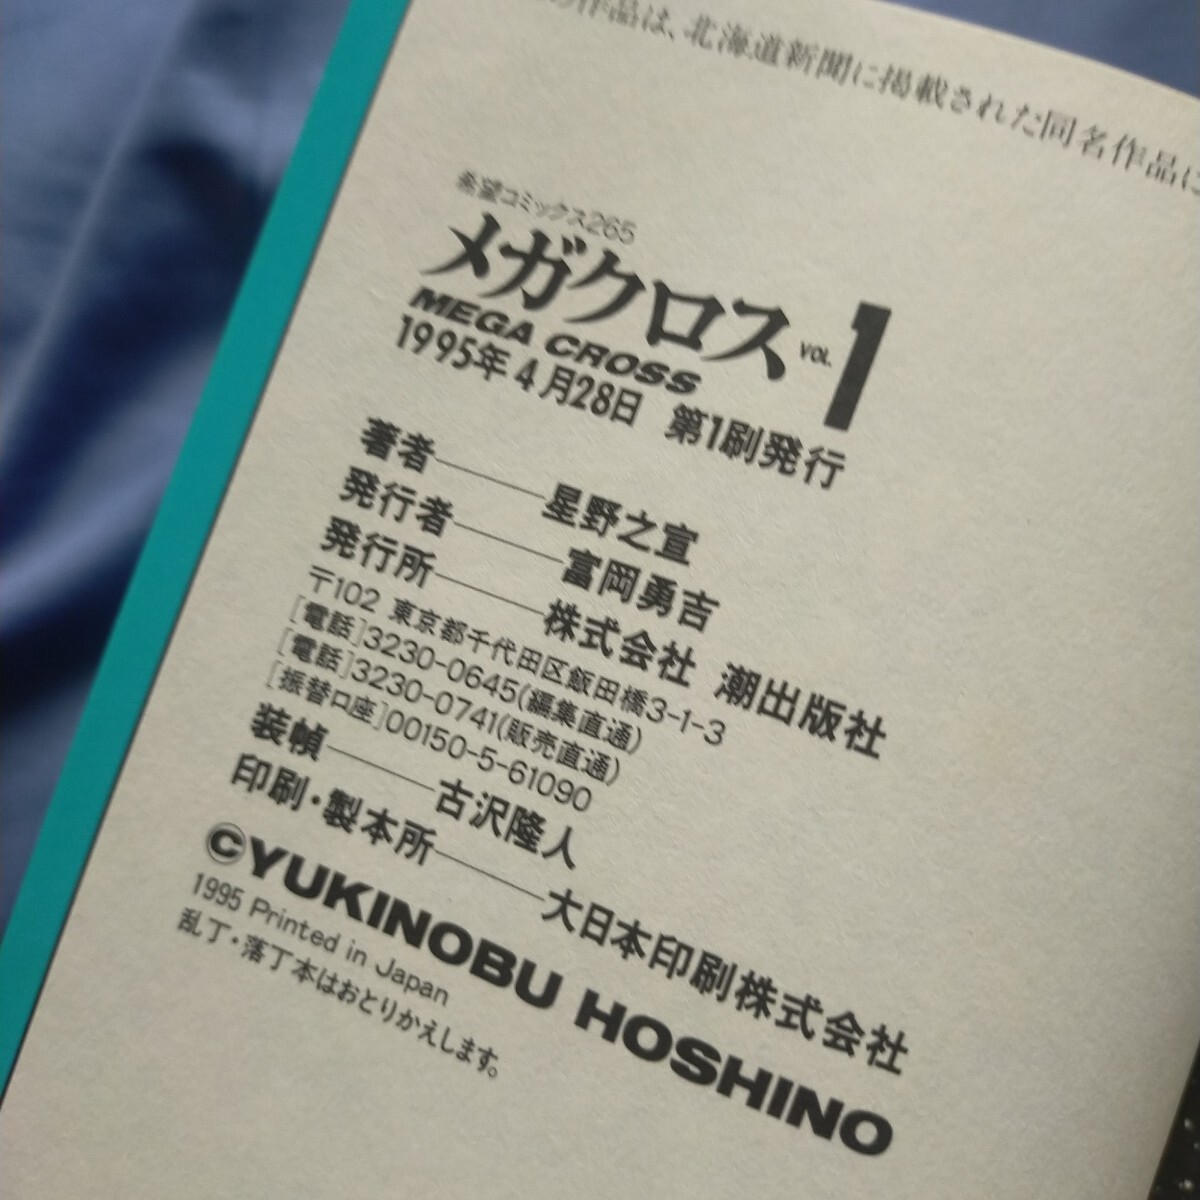 の作品は、北海道新聞に掲載された同名作品に
希望コミックス265
メガクロス VOL. 1
MEGA CROSS
1995年4月28日 第1刷発行
著者———星野之宣
発行者———富岡勇吉
発行所———株式会社 潮出版社
〒102 東京都千代田区飯田橋3-1-3
[電話]3230-0645(編集直通)
[電話]3230-0741(販売直通)
[振替口座]00150-5-61090
装幀———古沢隆人
印刷・製本所———大日本印刷株式会社
©YUKINOBU HOSHINO
1995 Printed in Japan
乱丁・落丁本はおとりかえします。